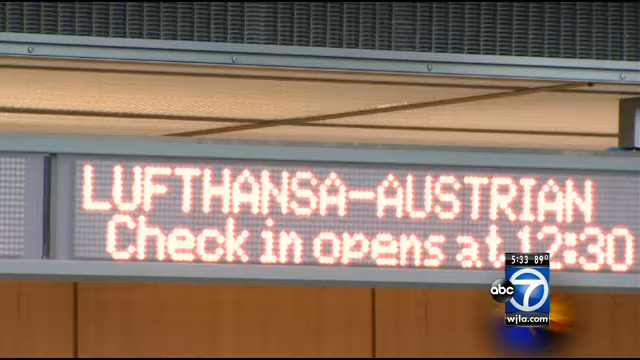 LUFTHANSA-AUSTRIAN
Check in opens at 12:30
5:33 89°
abc 7
wjla.com